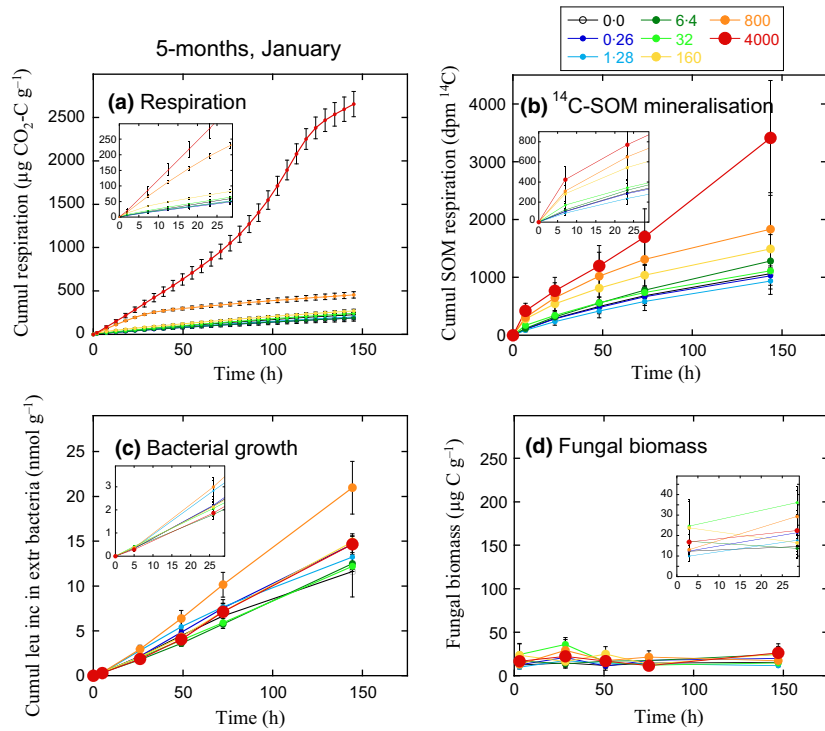 5-months, January
0·0
0·26
1·28
6·4
32
160
800
4000
(a) Respiration
Cumul respiration (µg CO₂-C g⁻¹)
2500
2000
1500
1000
500
0
0 50 100 150
Time (h)
250
200
150
100
50
0
0 5 10 15 20 25
(b) ¹⁴C-SOM mineralisation
Cumul SOM respiration (dpm ¹⁴C)
4000
3000
2000
1000
0
0 50 100 150
Time (h)
800
600
400
200
0
0 5 10 15 20 25
(c) Bacterial growth
Cumul leu inc in extr bacteria (nmol g⁻¹)
25
20
15
10
5
0
0 50 100 150
Time (h)
3
2
1
0
0 5 10 15 20 25
(d) Fungal biomass
Fungal biomass (µg C g⁻¹)
250
200
150
100
50
0
0 50 100 150
Time (h)
40
30
20
10
0
0 5 10 15 20 25